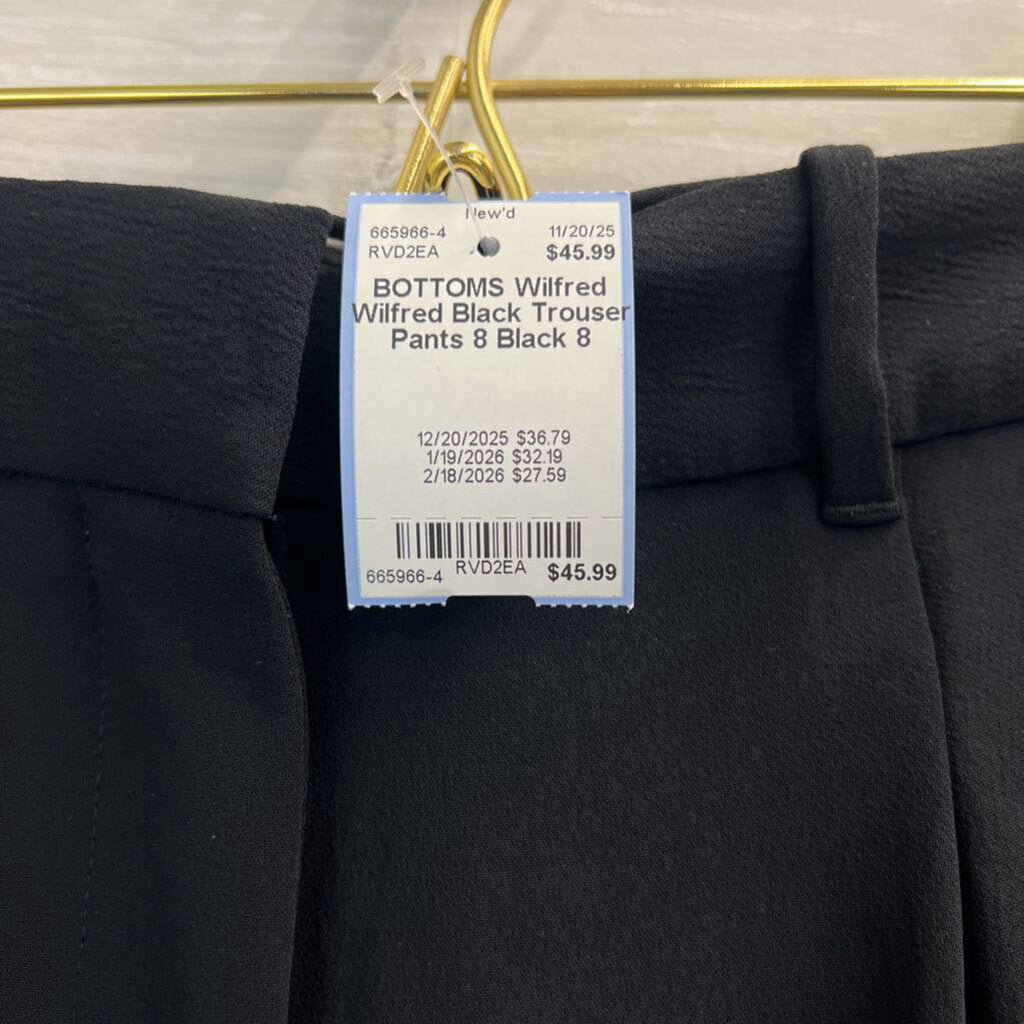 New'd
665966-4 11/20/25
RVD2EA $45.99
BOTTOMS Wilfred
Wilfred Black Trouser
Pants 8 Black 8
12/20/2025 $36.79
1/19/2026 $32.19
2/18/2026 $27.59
665966-4 RVD2EA $45.99